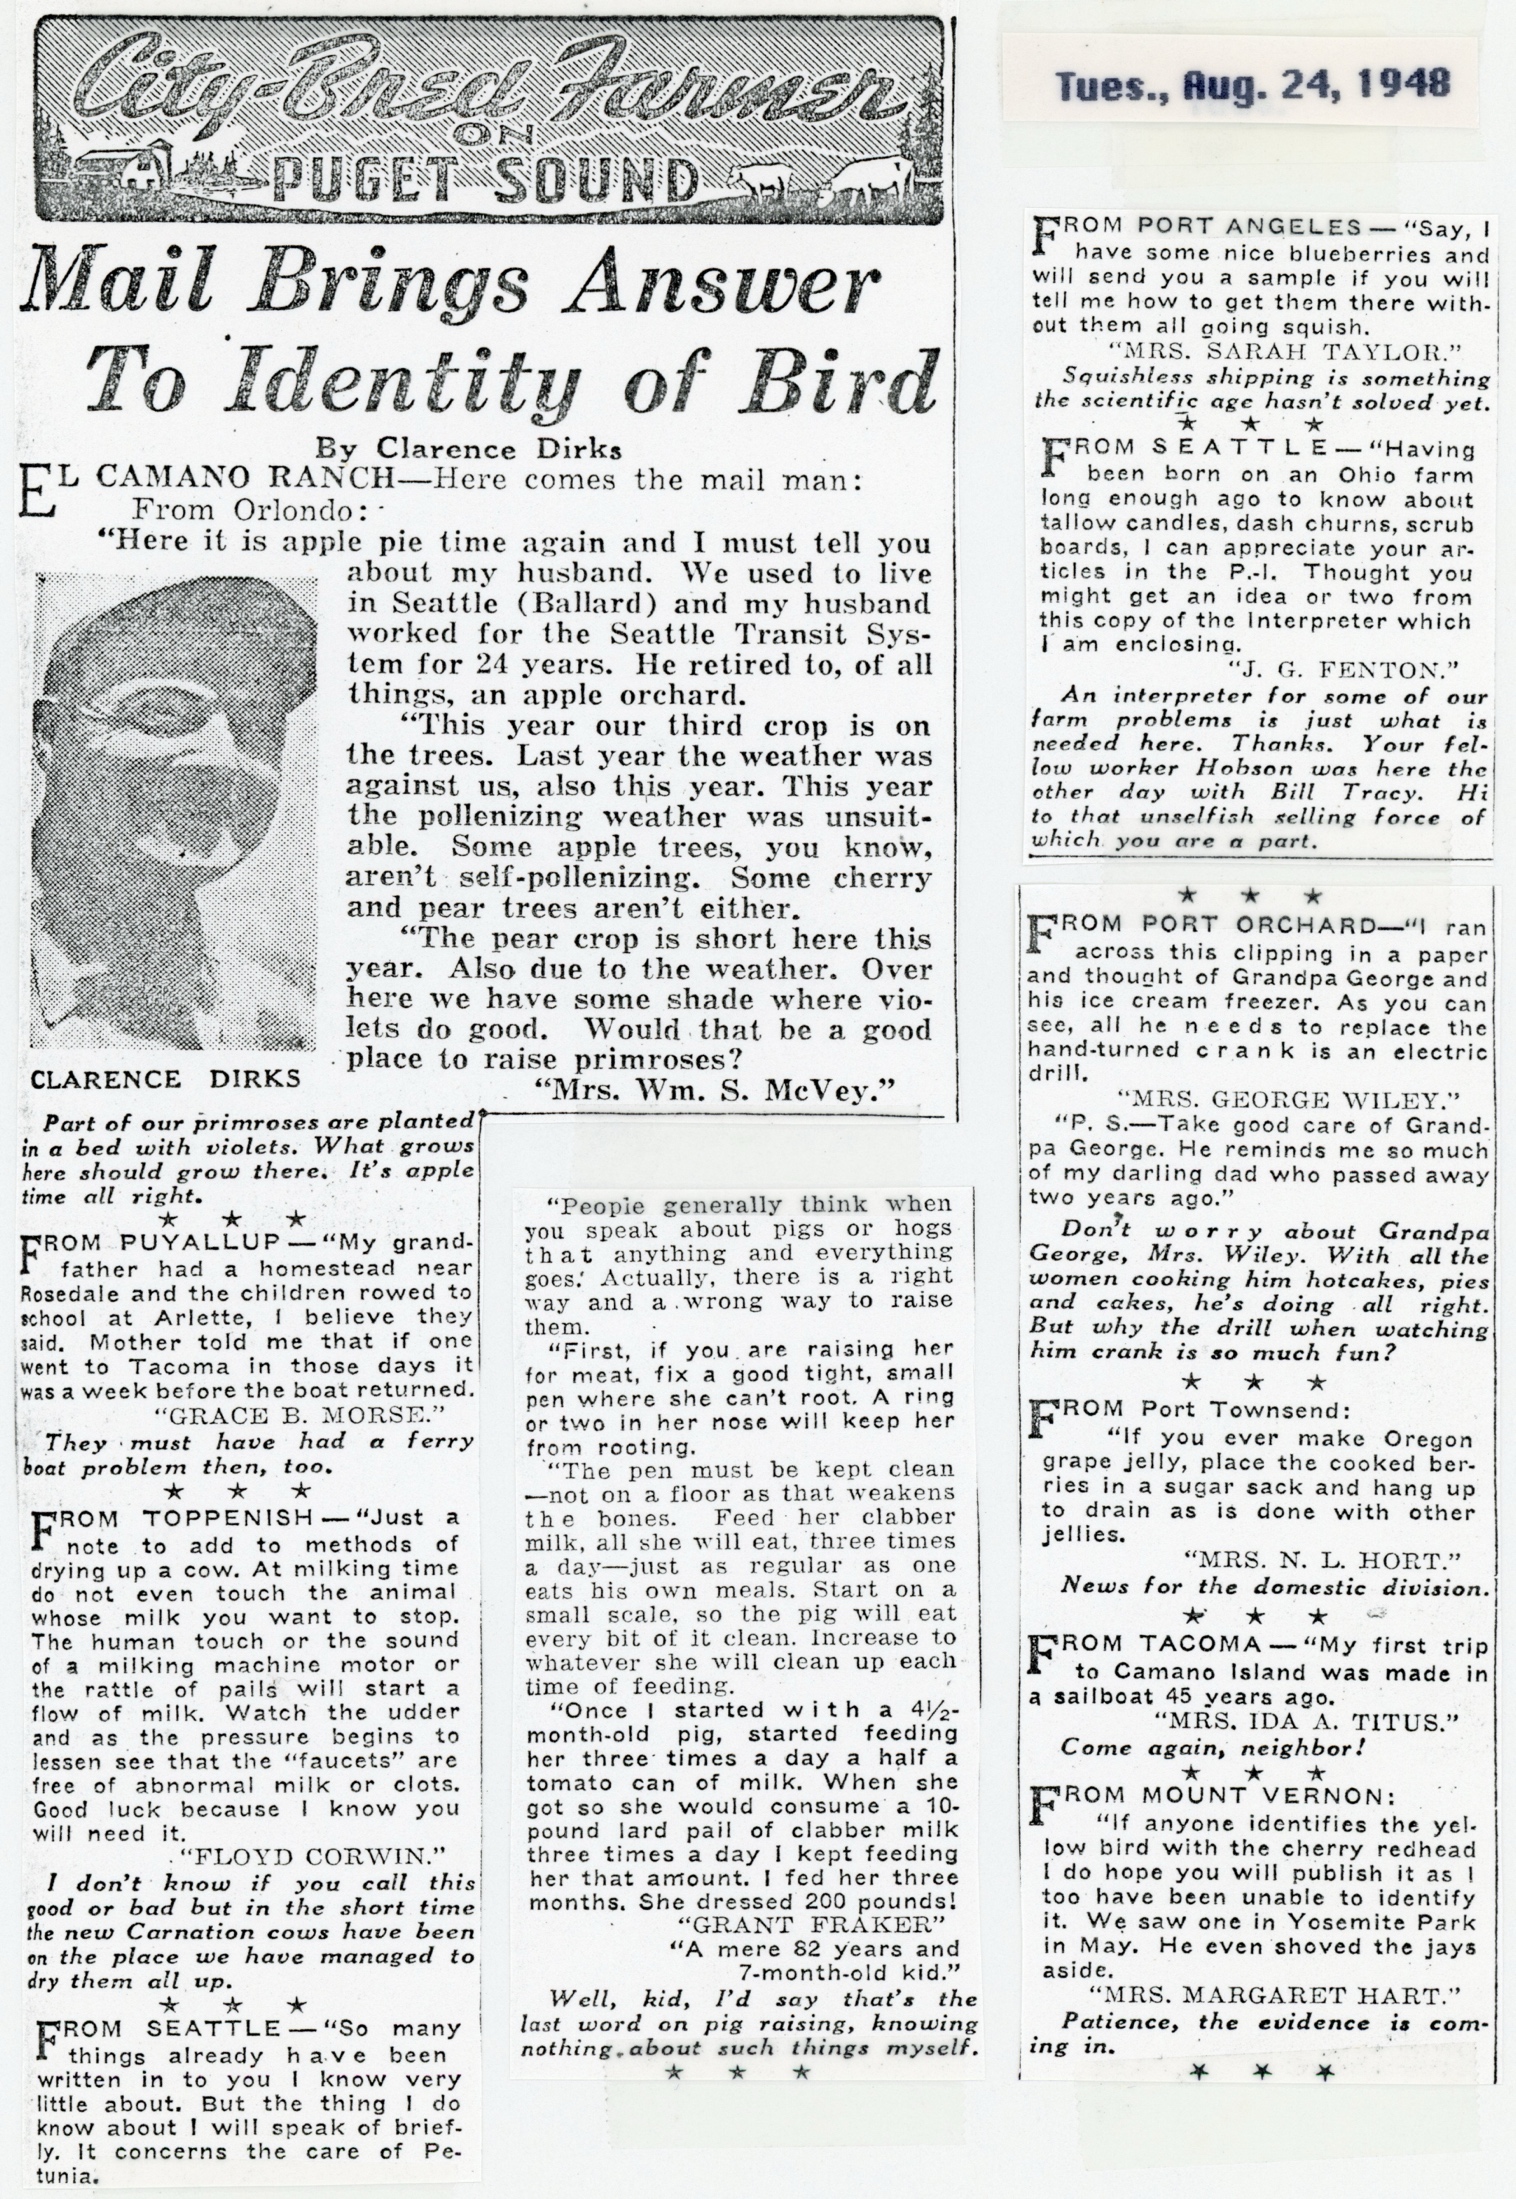 City-Bred Farmer
ON
PUGET SOUND
Mail Brings Answer
To Identity of Bird
By Clarence Dirks
EL CAMANO RANCH—Here comes the mail man:
From Orlondo:
“Here it is apple pie time again and I must tell you
about my husband. We used to live
in Seattle (Ballard) and my husband
worked for the Seattle Transit Sys-
tem for 24 years. He retired to, of all
things, an apple orchard.
“This year our third crop is on
the trees. Last year the weather was
against us, also this year. This year
the pollenizing weather was unsuit-
able. Some apple trees, you know,
aren’t self-pollenizing. Some cherry
and pear trees aren’t either.
“The pear crop is short here this
year. Also due to the weather. Over
here we have some shade where vio-
lets do good. Would that be a good
place to raise primroses?
“Mrs. Wm. S. McVey.”
CLARENCE DIRKS
Part of our primroses are planted
in a bed with violets. What grows
here should grow there. It’s apple
time all right.
★ ★ ★
FROM PUYALLUP—“My grand-
father had a homestead near
Rosedale and the children rowed to
school at Arlette, I believe they
said. Mother told me that if one
went to Tacoma in those days it
was a week before the boat returned.
“GRACE B. MORSE.”
They must have had a ferry
boat problem then, too.
★ ★ ★
FROM TOPPENISH—“Just a
note to add to methods of
drying up a cow. At milking time
do not even touch the animal
whose milk you want to stop.
The human touch or the sound
of a milking machine motor or
the rattle of pails will start a
flow of milk. Watch the udder
and as the pressure begins to
lessen see that the “faucets” are
free of abnormal milk or clots.
Good luck because I know you
will need it.
“FLOYD CORWIN.”
I don’t know if you call this
good or bad but in the short time
the new Carnation cows have been
on the place we have managed to
dry them all up.
★ ★ ★
FROM SEATTLE—“So many
things already have been
written in to you I know very
little about. But the thing I do
know about I will speak of brief-
ly. It concerns the care of Pe-
tunia.
“People generally think when
you speak about pigs or hogs
that anything and everything
goes. Actually, there is a right
way and a wrong way to raise
them.
“First, if you are raising her
for meat, fix a good tight, small
pen where she can’t root. A ring
or two in her nose will keep her
from rooting.
“The pen must be kept clean
—not on a floor as that weakens
the bones. Feed her clabber
milk, all she will eat, three times
a day—just as regular as one
eats his own meals. Start on a
small scale, so the pig will eat
every bit of it clean. Increase to
whatever she will clean up each
time of feeding.
“Once I started with a 4½-
month-old pig, started feeding
her three times a day a half a
tomato can of milk. When she
got so she would consume a 10-
pound lard pail of clabber milk
three times a day I kept feeding
her that amount. I fed her three
months. She dressed 200 pounds!
“GRANT FRAKER”
“A mere 82 years and
7-month-old kid.”
Well, kid, I’d say that’s the
last word on pig raising, knowing
nothing about such things myself.
★ ★ ★
Tues., Aug. 24, 1948
FROM PORT ANGELES—“Say, I
have some nice blueberries and
will send you a sample if you will
tell me how to get them there with-
out them all going squish.
“MRS. SARAH TAYLOR.”
Squishless shipping is something
the scientific age hasn’t solved yet.
★ ★ ★
FROM SEATTLE—“Having
been born on an Ohio farm
long enough ago to know about
tallow candles, dash churns, scrub
boards, I can appreciate your ar-
ticles in the P.-I. Thought you
might get an idea or two from
this copy of the Interpreter which
I am enclosing.
“J. G. FENTON.”
An interpreter for some of our
farm problems is just what is
needed here. Thanks. Your fel-
low worker Hobson was here the
other day with Bill Tracy. Hi
to that unselfish selling force of
which you are a part.
★ ★ ★
FROM PORT ORCHARD—“I ran
across this clipping in a paper
and thought of Grandpa George and
his ice cream freezer. As you can
see, all he needs to replace the
hand-turned crank is an electric
drill.
“MRS. GEORGE WILEY.”
“P. S.—Take good care of Grand-
pa George. He reminds me so much
of my darling dad who passed away
two years ago.”
Don’t worry about Grandpa
George, Mrs. Wiley. With all the
women cooking him hotcakes, pies
and cakes, he’s doing all right.
But why the drill when watching
him crank is so much fun?
★ ★ ★
FROM Port Townsend:
“If you ever make Oregon
grape jelly, place the cooked ber-
ries in a sugar sack and hang up
to drain as is done with other
jellies.
“MRS. N. L. HORT.”
News for the domestic division.
★ ★ ★
FROM TACOMA—“My first trip
to Camano Island was made in
a sailboat 45 years ago.
“MRS. IDA A. TITUS.”
Come again, neighbor!
★ ★ ★
FROM MOUNT VERNON:
“If anyone identifies the yel-
low bird with the cherry redhead
I do hope you will publish it as I
too have been unable to identify
it. We saw one in Yosemite Park
in May. He even shoved the jays
aside.
“MRS. MARGARET HART.”
Patience, the evidence is com-
ing in.
★ ★ ★